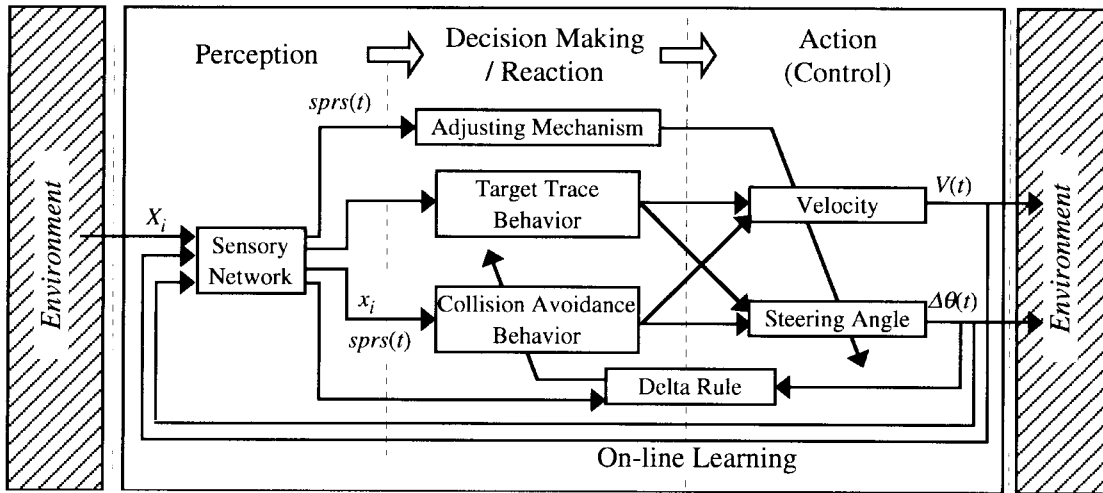 Perception
Decision Making
/ Reaction
Action
(Control)
sprs(t)
Adjusting Mechanism
Target Trace
Behavior
Velocity
V(t)
Environment
X_i
Sensory
Network
x_i
sprs(t)
Collision Avoidance
Behavior
Steering Angle
Δθ(t)
Environment
Delta Rule
On-line Learning